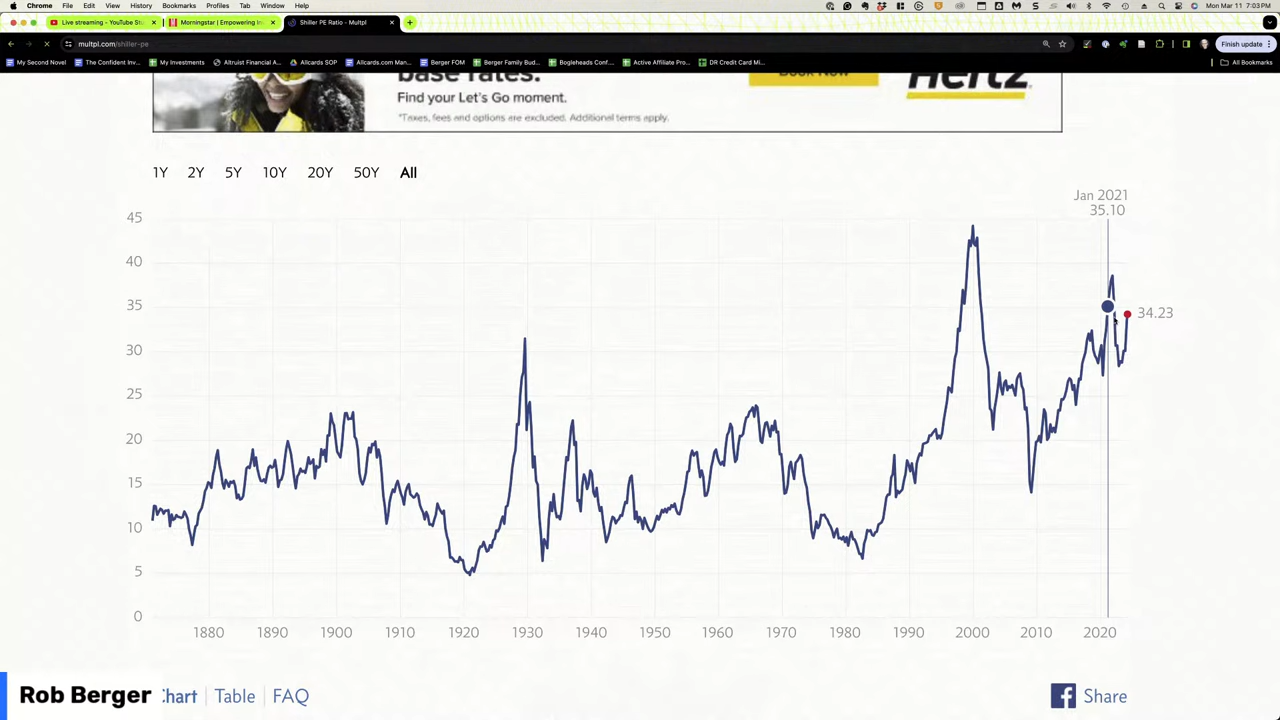 Chrome File Edit View History Bookmarks Profiles Tab Window Help Mon Mar 11 7:03 PM
Live streaming - YouTube Stu Morningstar | Empowering In Shiller PE Ratio - Multpl
multpl.com/shiller-pe Finish update
My Second Novel The Confident Inv... My Investments Altruist Financial A... Allcards SOP Allcards.com Man... Berger FOM Berger Family Bud... Bogleheads Conf... Active Affiliate Pro... DR Credit Card Mi... All Bookmarks
base rates.
Book Now
Hertz.
Find your Let's Go moment.
*Taxes, fees and options are excluded. Additional terms apply.
1Y 2Y 5Y 10Y 20Y 50Y All
Jan 2021
35.10
45
40
35
34.23
30
25
20
15
10
5
0
1880 1890 1900 1910 1920 1930 1940 1950 1960 1970 1980 1990 2000 2010 2020
Rob Berger
Chart Table FAQ
Share